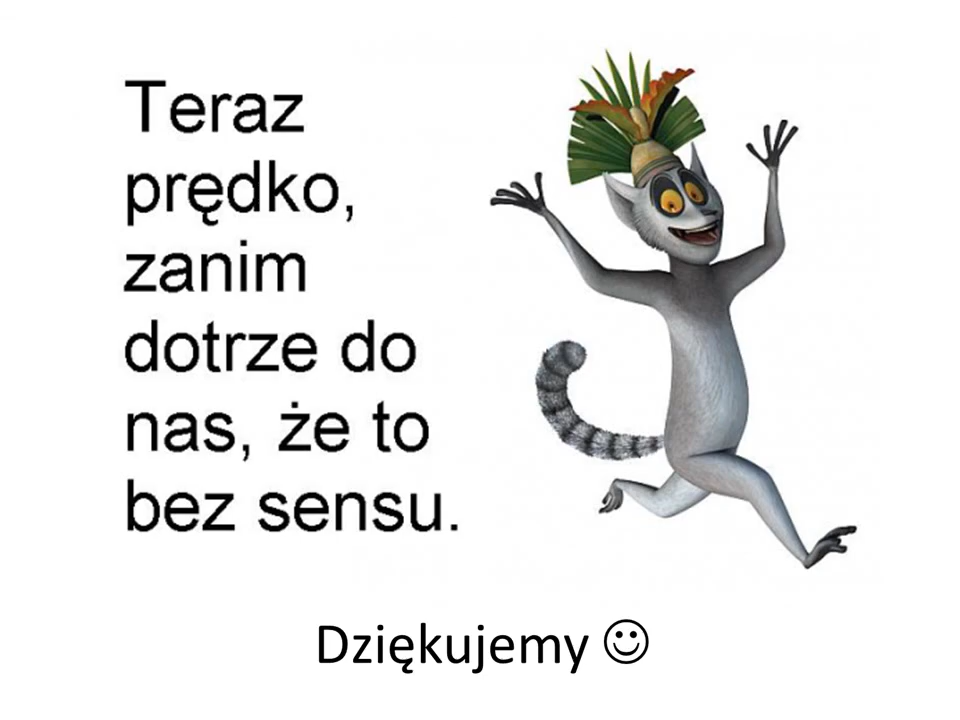 Teraz
prędko,
zanim
dotrze do
nas, że to
bez sensu.
Dziękujemy ☺